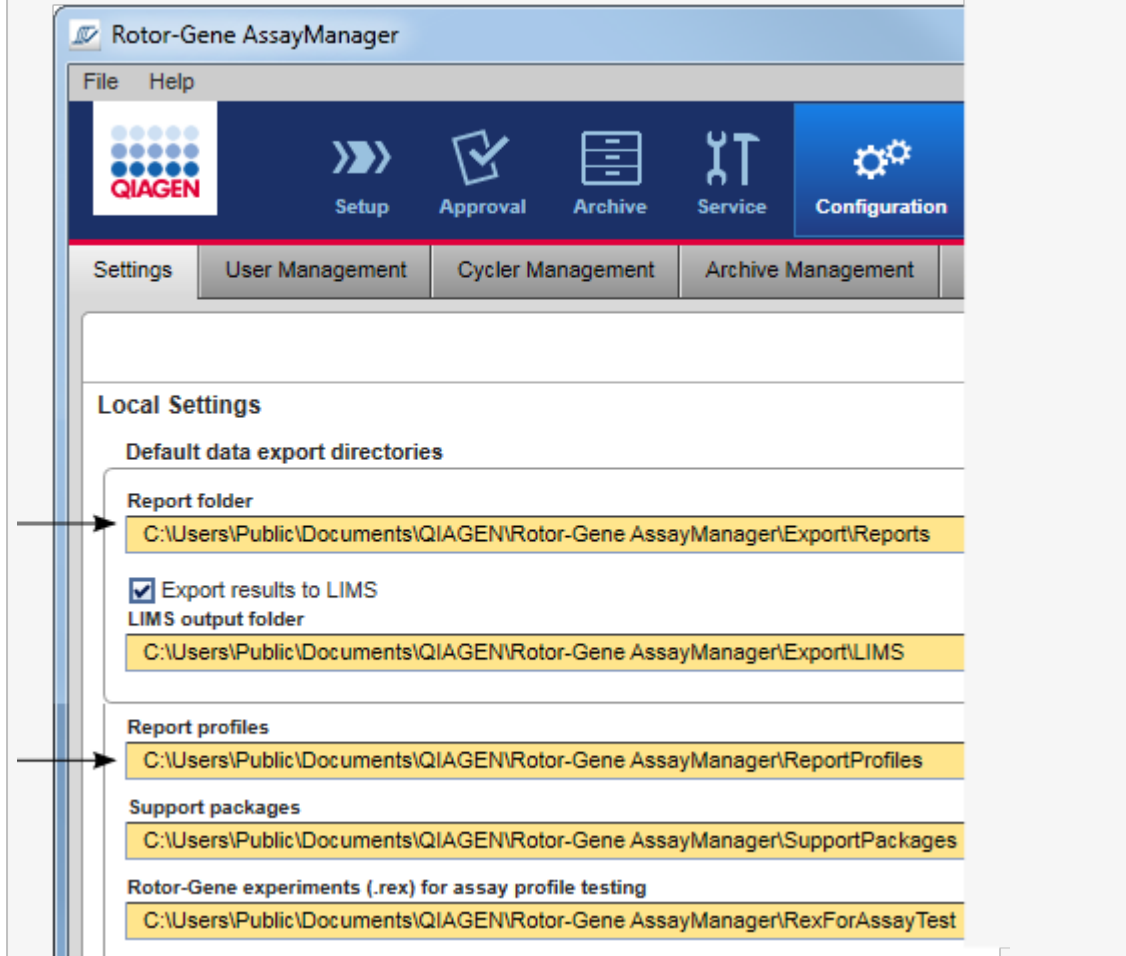 Rotor-Gene AssayManager
File Help
QIAGEN
Setup Approval Archive Service Configuration
Settings User Management Cycler Management Archive Management
Local Settings
Default data export directories
Report folder
C:\Users\Public\Documents\QIAGEN\Rotor-Gene AssayManager\Export\Reports
Export results to LIMS
LIMS output folder
C:\Users\Public\Documents\QIAGEN\Rotor-Gene AssayManager\Export\LIMS
Report profiles
C:\Users\Public\Documents\QIAGEN\Rotor-Gene AssayManager\ReportProfiles
Support packages
C:\Users\Public\Documents\QIAGEN\Rotor-Gene AssayManager\SupportPackages
Rotor-Gene experiments (.rex) for assay profile testing
C:\Users\Public\Documents\QIAGEN\Rotor-Gene AssayManager\RexForAssayTest